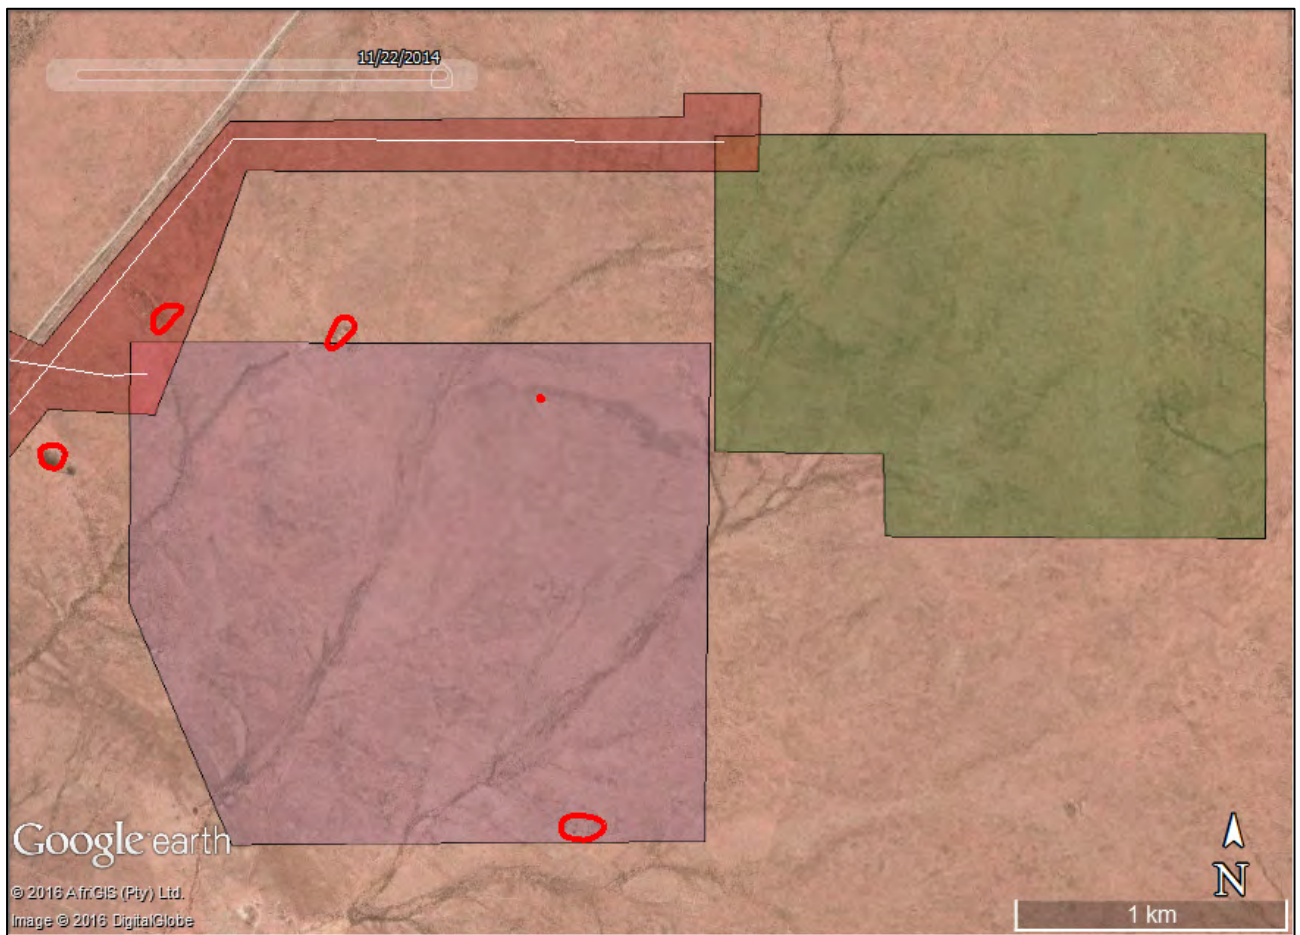 11/22/2014
Google earth
© 2016 AfriGIS (Pty) Ltd.
Image © 2016 DigitalGlobe
N
1 km